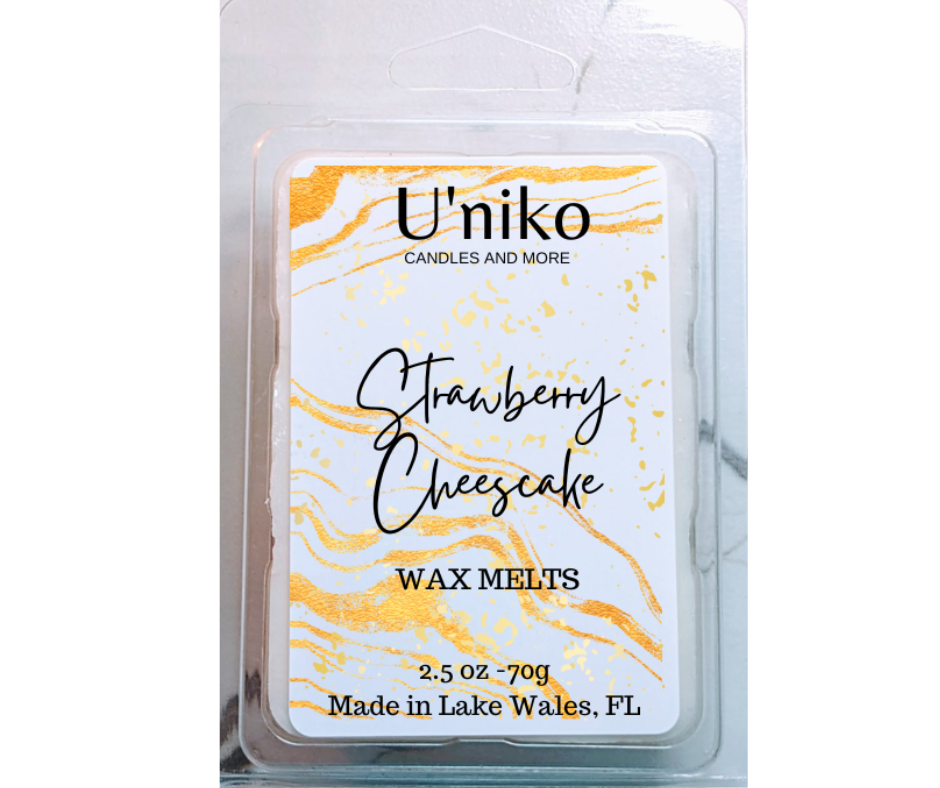 U'niko
CANDLES AND MORE
Strawberry
Cheescake
WAX MELTS
2.5 oz -70g
Made in Lake Wales, FL